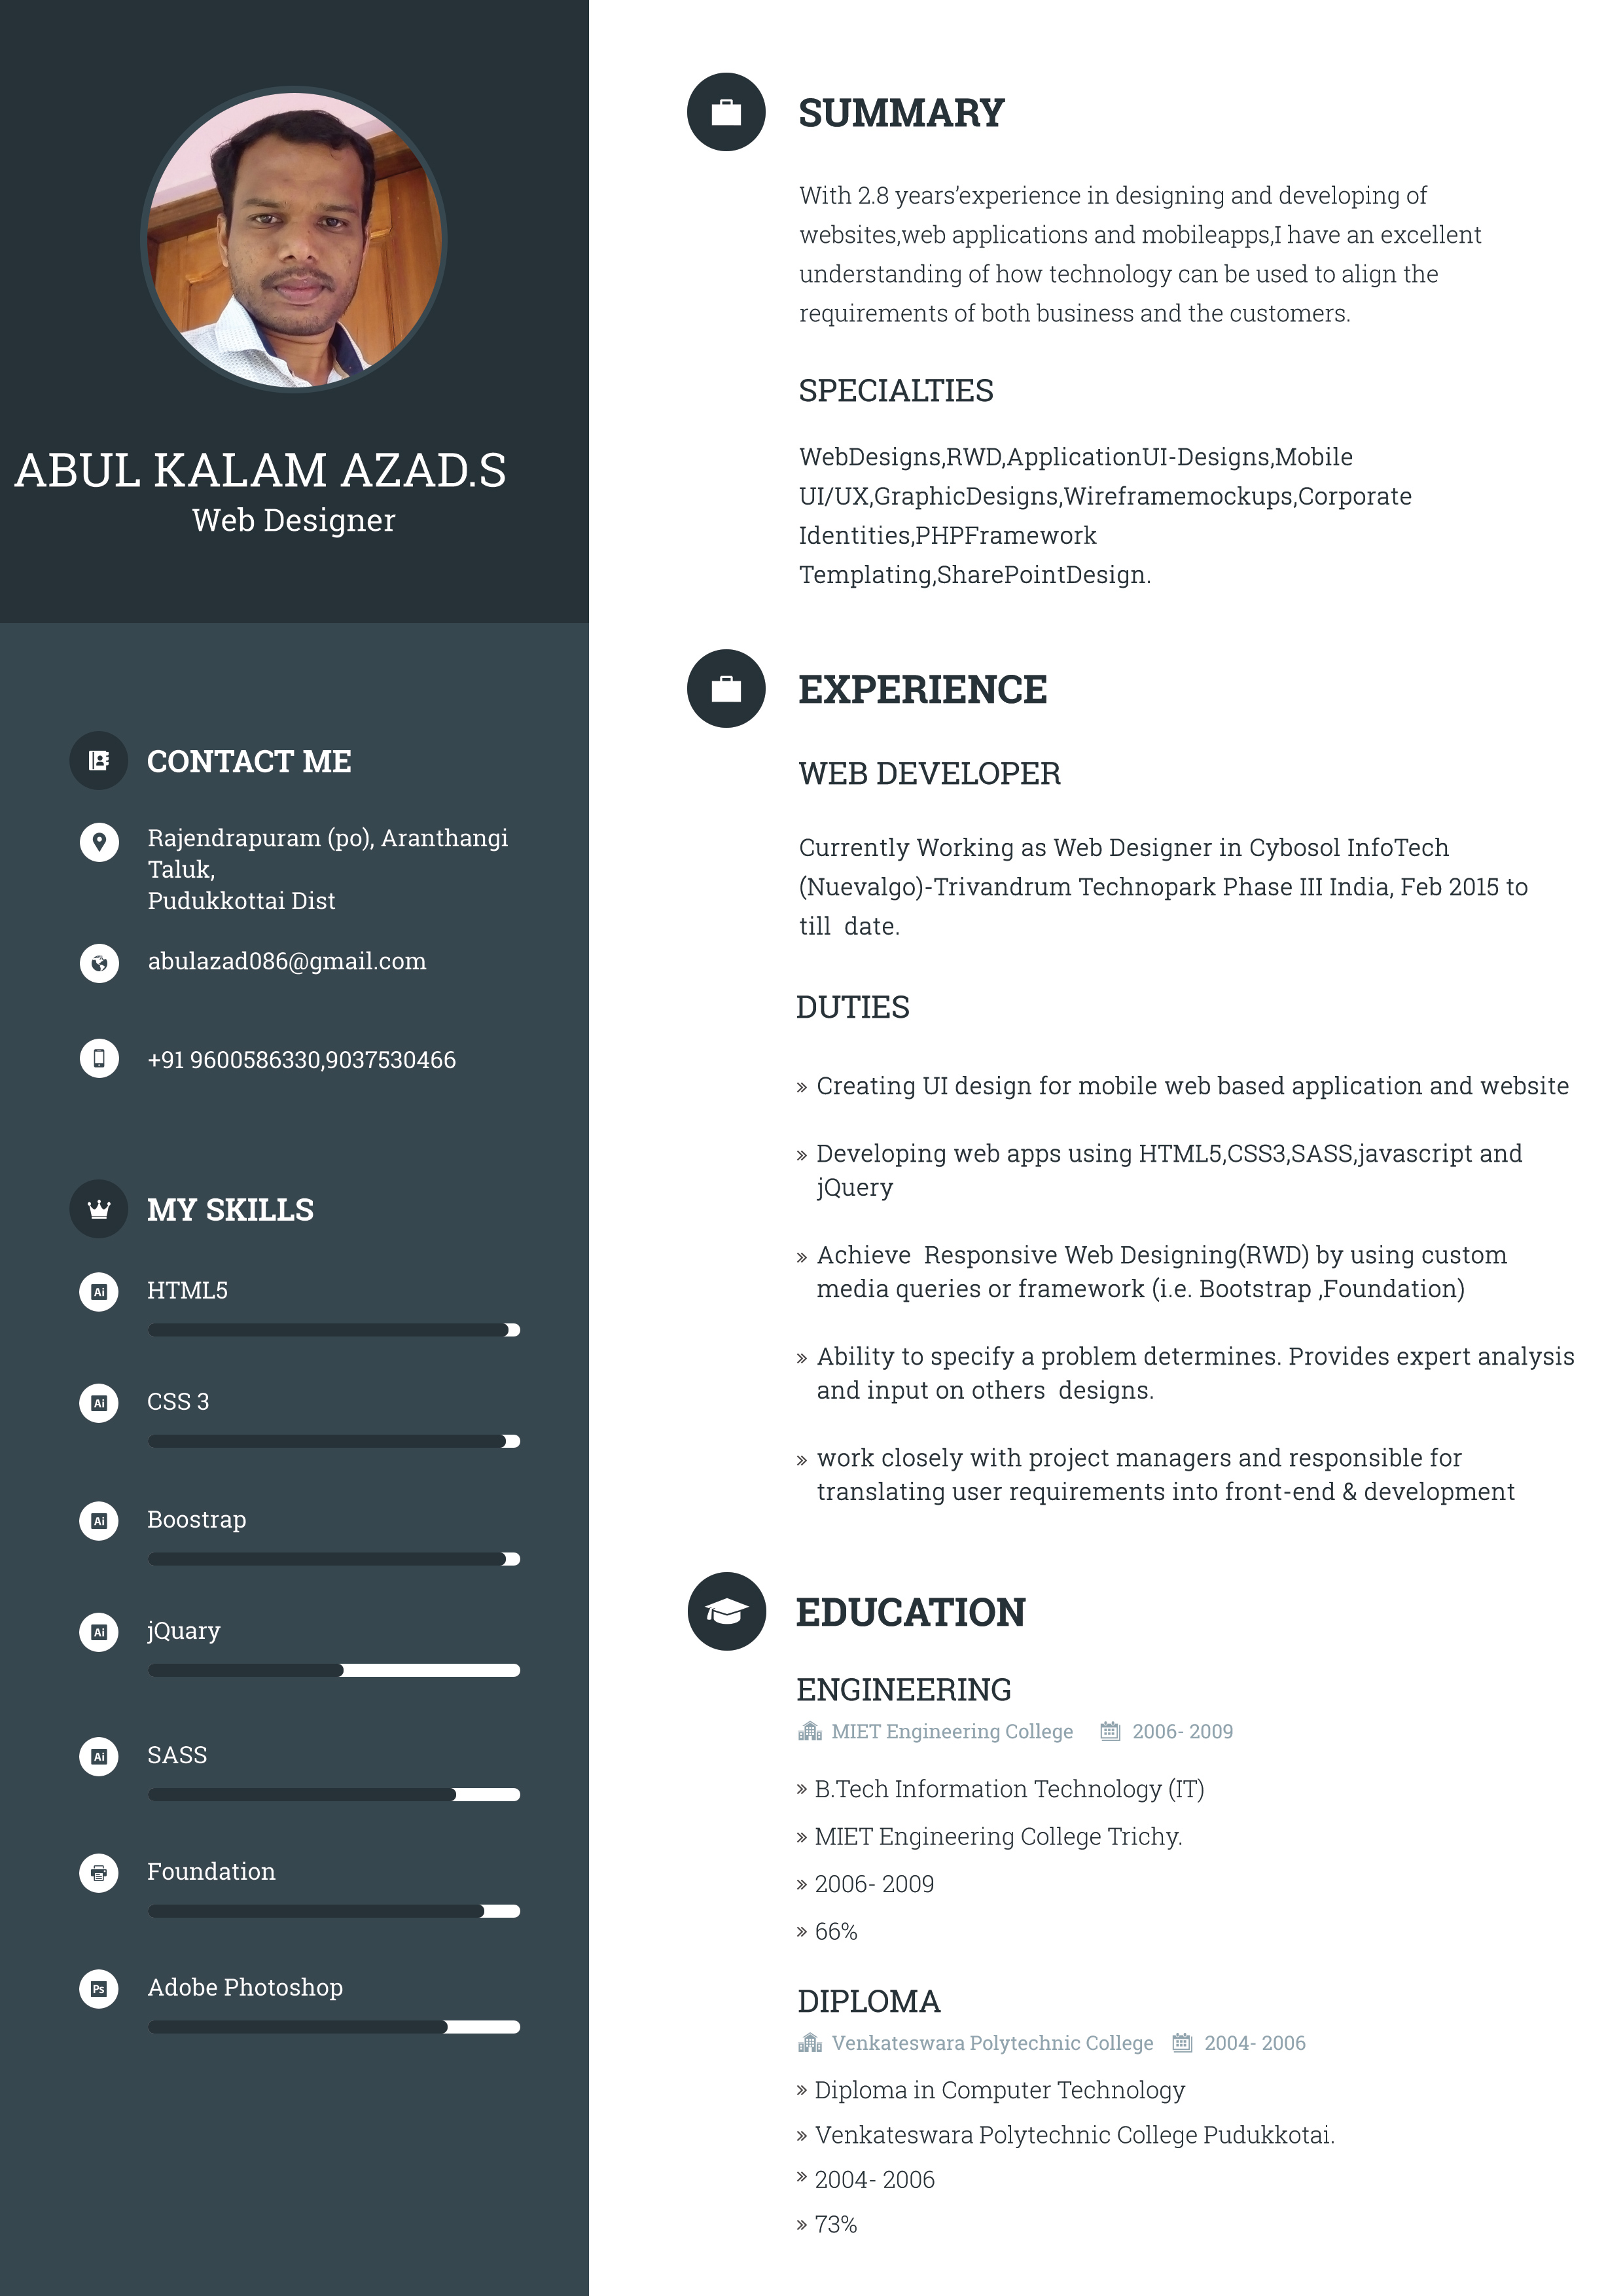 ABUL KALAM AZAD.S
Web Designer
CONTACT ME
Rajendrapuram (po), Aranthangi
Taluk,
Pudukkottai Dist
abulazad086@gmail.com
+91 9600586330,9037530466
MY SKILLS
Ai
HTML5
Ai
CSS 3
Ai
Boostrap
Ai
jQuary
Ai
SASS
Foundation
Ps
Adobe Photoshop
SUMMARY
With 2.8 years’experience in designing and developing of
websites,web applications and mobileapps,I have an excellent
understanding of how technology can be used to align the
requirements of both business and the customers.
SPECIALTIES
WebDesigns,RWD,ApplicationUI-Designs,Mobile
UI/UX,GraphicDesigns,Wireframemockups,Corporate
Identities,PHPFramework
Templating,SharePointDesign.
EXPERIENCE
WEB DEVELOPER
Currently Working as Web Designer in Cybosol InfoTech
(Nuevalgo)-Trivandrum Technopark Phase III India, Feb 2015 to
till  date.
DUTIES
» Creating UI design for mobile web based application and website
» Developing web apps using HTML5,CSS3,SASS,javascript and
jQuery
» Achieve  Responsive Web Designing(RWD) by using custom
media queries or framework (i.e. Bootstrap ,Foundation)
» Ability to specify a problem determines. Provides expert analysis
and input on others  designs.
» work closely with project managers and responsible for
translating user requirements into front-end & development
EDUCATION
ENGINEERING
MIET Engineering College 2006- 2009
» B.Tech Information Technology (IT)
» MIET Engineering College Trichy.
» 2006- 2009
» 66%
DIPLOMA
Venkateswara Polytechnic College 2004- 2006
» Diploma in Computer Technology
» Venkateswara Polytechnic College Pudukkotai.
» 2004- 2006
» 73%